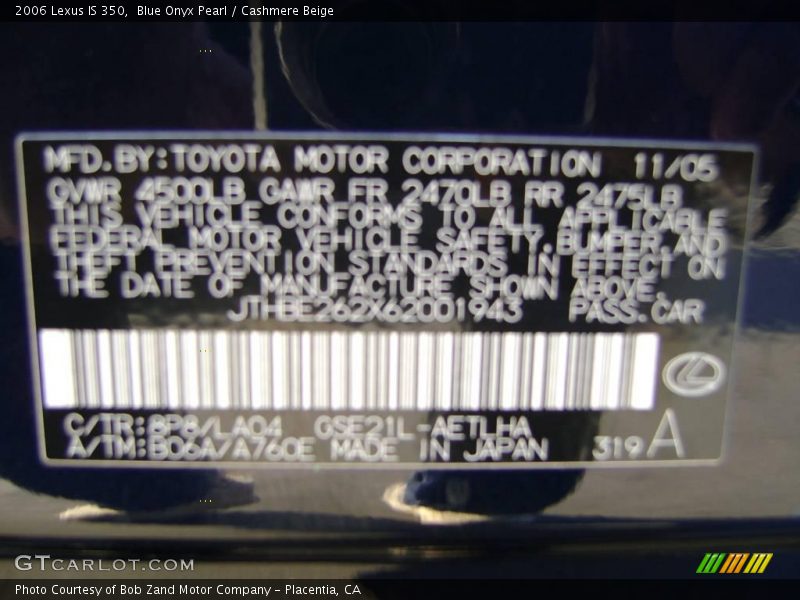 2006 Lexus IS 350,  Blue Onyx Pearl / Cashmere Beige
MFD.BY:TOYOTA MOTOR CORPORATION 11/05
GVWR 4500LB GAWR FR 2470LB RR 2475LB
THIS VEHICLE CONFORMS TO ALL APPLICABLE
FEDERAL MOTOR VEHICLE SAFETY,BUMPER,AND
THEFT PREVENTION STANDARDS IN EFFECT ON
THE DATE OF MANUFACTURE SHOWN ABOVE.
JTHBE262X62001943 PASS.CAR
C/TR:8P8/LA04 GSE21L-AETLHA
A/TM:B06A/A760E MADE IN JAPAN 319 A
GTCARLOT.COM
Photo Courtesy of Bob Zand Motor Company – Placentia, CA